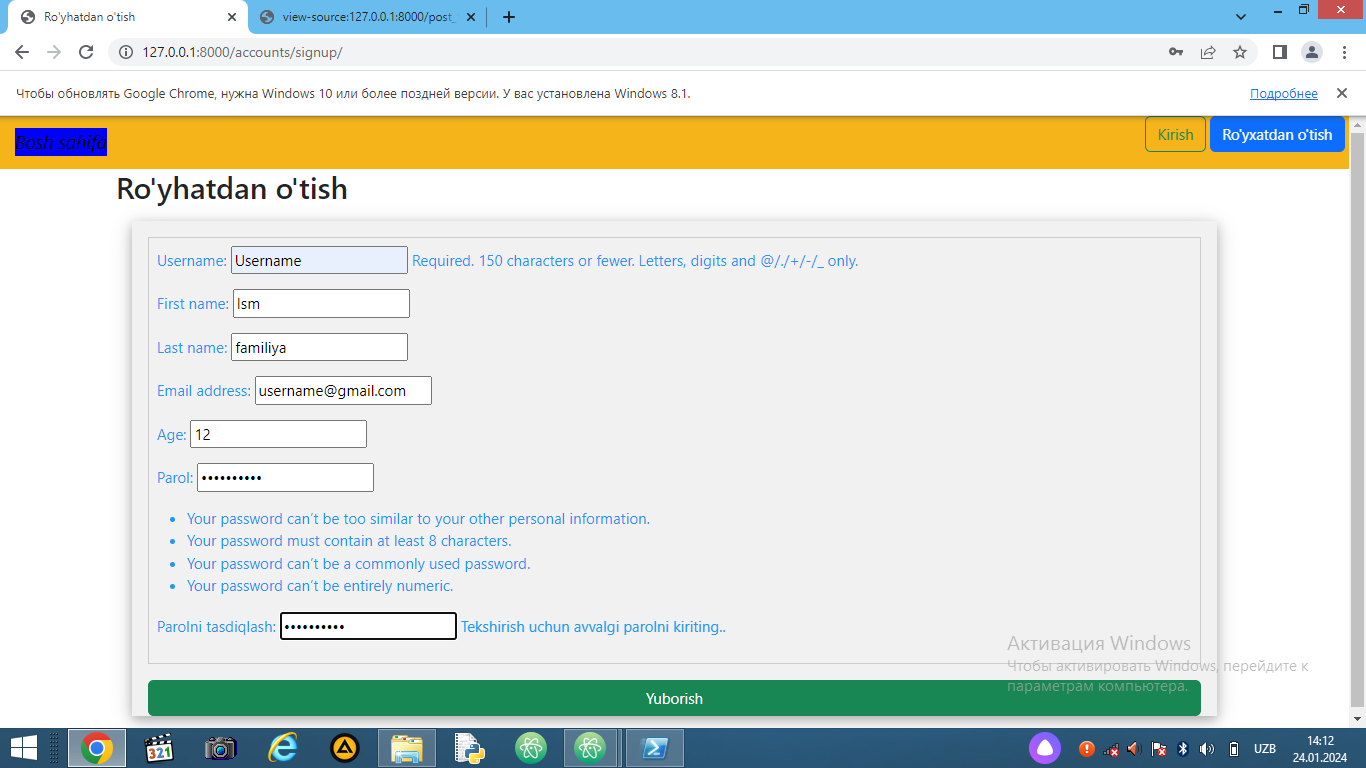 Ro'yhatdan o'tish
view-source:127.0.0.1:8000/post_
127.0.0.1:8000/accounts/signup/
Чтобы обновлять Google Chrome, нужна Windows 10 или более поздней версии. У вас установлена Windows 8.1.
Подробнее
Bosh sahifa
Kirish
Ro'yxatdan o'tish
Ro'yhatdan o'tish
Username: Username Required. 150 characters or fewer. Letters, digits and @/./+/-/_ only.
First name: Ism
Last name: familiya
Email address: username@gmail.com
Age: 12
Parol: ••••••••••
• Your password can't be too similar to your other personal information.
• Your password must contain at least 8 characters.
• Your password can't be a commonly used password.
• Your password can't be entirely numeric.
Parolni tasdiqlash: •••••••••• Tekshirish uchun avvalgi parolni kiriting..
Активация Windows
Чтобы активировать Windows, перейдите к
параметрам компьютера.
Yuborish
321
UZB
14:12
24.01.2024